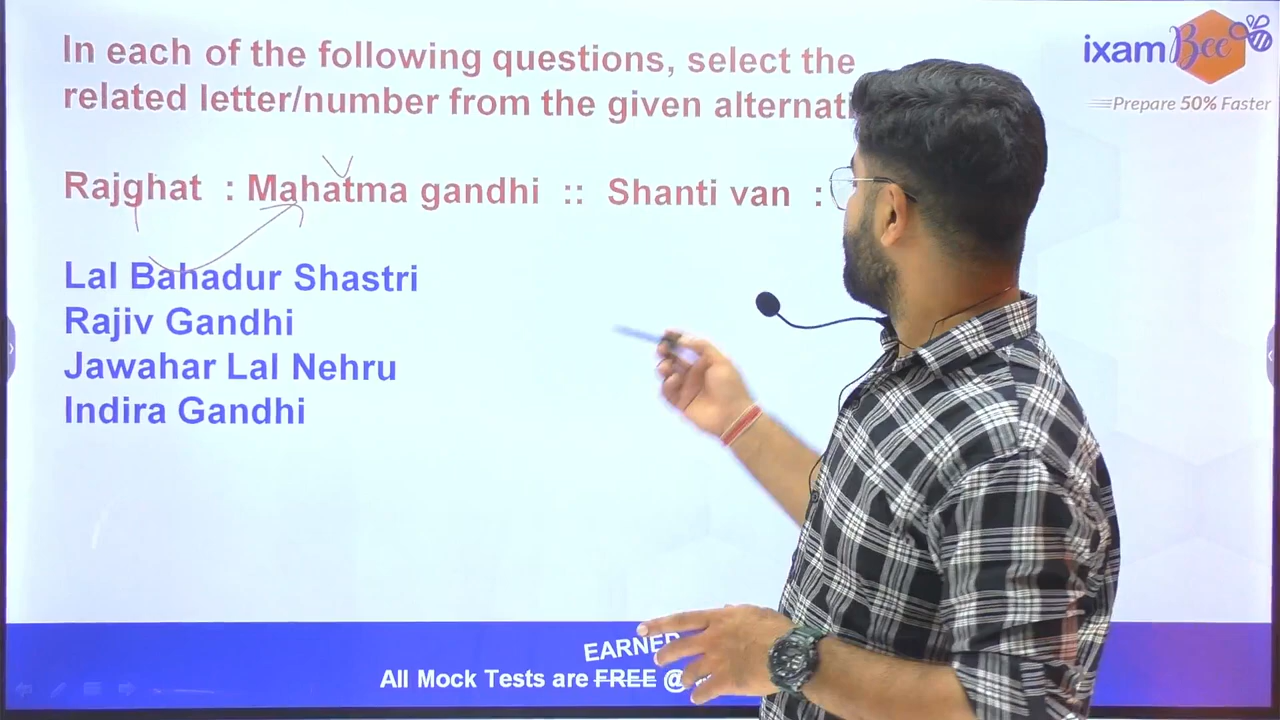 In each of the following questions, select the
related letter/number from the given
Rajghat : Mahatma gandhi :: Shanti van :
Lal Bahadur Shastri
Rajiv Gandhi
Jawahar Lal Nehru
Indira Gandhi
ixamBee
Prepare 50% Faster
EARNED
All Mock Tests are FREE @